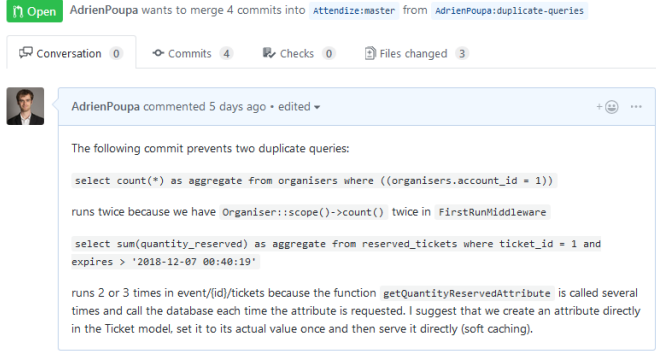 Open AdrienPoupa wants to merge 4 commits into Attendize:master from AdrienPoupa:duplicate-queries
Conversation 0 Commits 4 Checks 0 Files changed 3
AdrienPoupa commented 5 days ago • edited
The following commit prevents two duplicate queries:
select count(*) as aggregate from organisers where ((organisers.account_id = 1))
runs twice because we have Organiser::scope()->count() twice in FirstRunMiddleware
select sum(quantity_reserved) as aggregate from reserved_tickets where ticket_id = 1 and
expires > '2018-12-07 00:40:19'
runs 2 or 3 times in event/{id}/tickets because the function getQuantityReservedAttribute is called several
times and call the database each time the attribute is requested. I suggest that we create an attribute directly
in the Ticket model, set it to its actual value once and then serve it directly (soft caching).